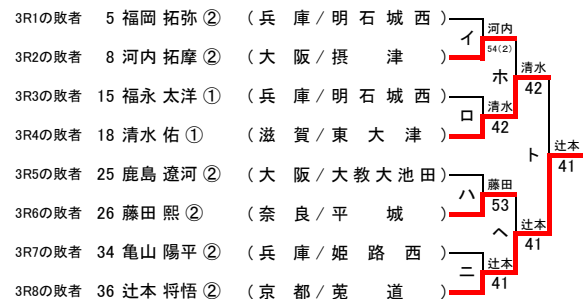 3R1の敗者 5 福岡 拓弥 ② (兵 庫/明石城西)
イ
河内
54(2)
3R2の敗者 8 河内 拓摩 ② (大 阪/摂 津)
ホ
清水
42
3R3の敗者 15 福永 太洋 ① (兵 庫/明石城西)
ロ
清水
42
3R4の敗者 18 清水 佑 ① (滋 賀/東 大 津)
ト
辻本
41
3R5の敗者 25 鹿島 遼河 ② (大 阪/大教大池田)
ハ
藤田
53
3R6の敗者 26 藤田 熙 ② (奈 良/平 城)
ヘ
辻本
41
3R7の敗者 34 亀山 陽平 ② (兵 庫/姫 路 西)
ニ
辻本
41
3R8の敗者 36 辻本 将悟 ② (京 都/莵 道)